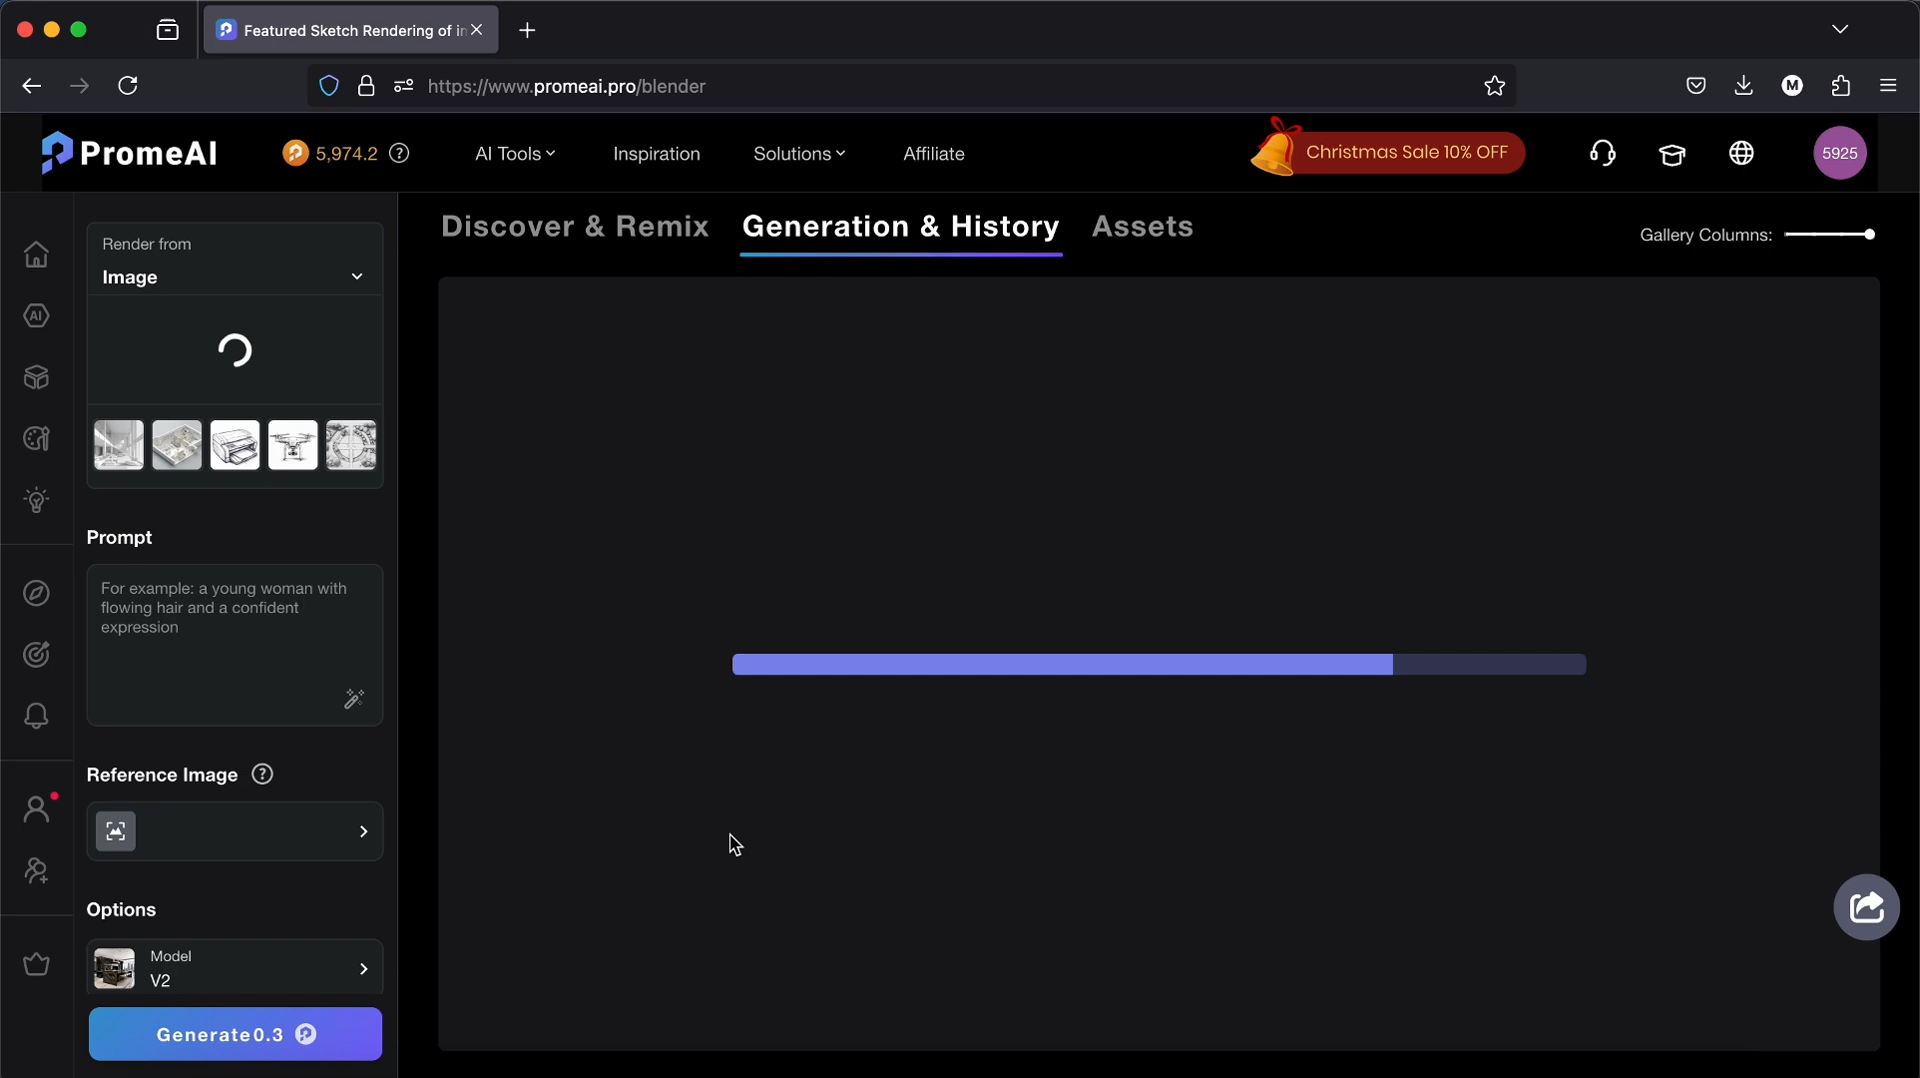 Featured Sketch Rendering of in
https://www.promeai.pro/blender
M
PromeAI
5,974.2
?
AI Tools
Inspiration
Solutions
Affiliate
Christmas Sale 10% OFF
5925
Render from
Image
Discover & Remix
Generation & History
Assets
Gallery Columns:
AI
Prompt
For example: a young woman with
flowing hair and a confident
expression
Reference Image
?
Options
Model
V2
Generate0.3